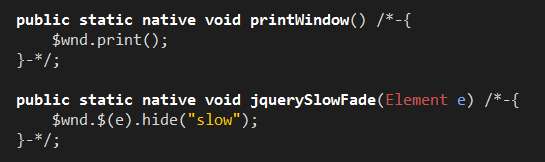 public static native void printWindow() /*-{
    $wnd.print();
}-*/;

public static native void jquerySlowFade(Element e) /*-{
    $wnd.$(e).hide("slow");
}-*/;